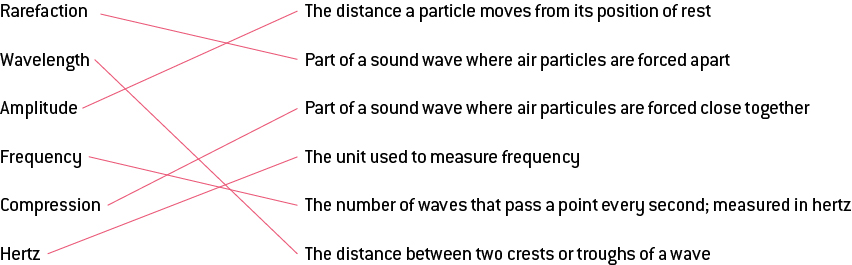 Rarefaction The distance a particle moves from its position of rest
Wavelength Part of a sound wave where air particles are forced apart
Amplitude Part of a sound wave where air particules are forced close together
Frequency The unit used to measure frequency
Compression The number of waves that pass a point every second; measured in hertz
Hertz The distance between two crests or troughs of a wave